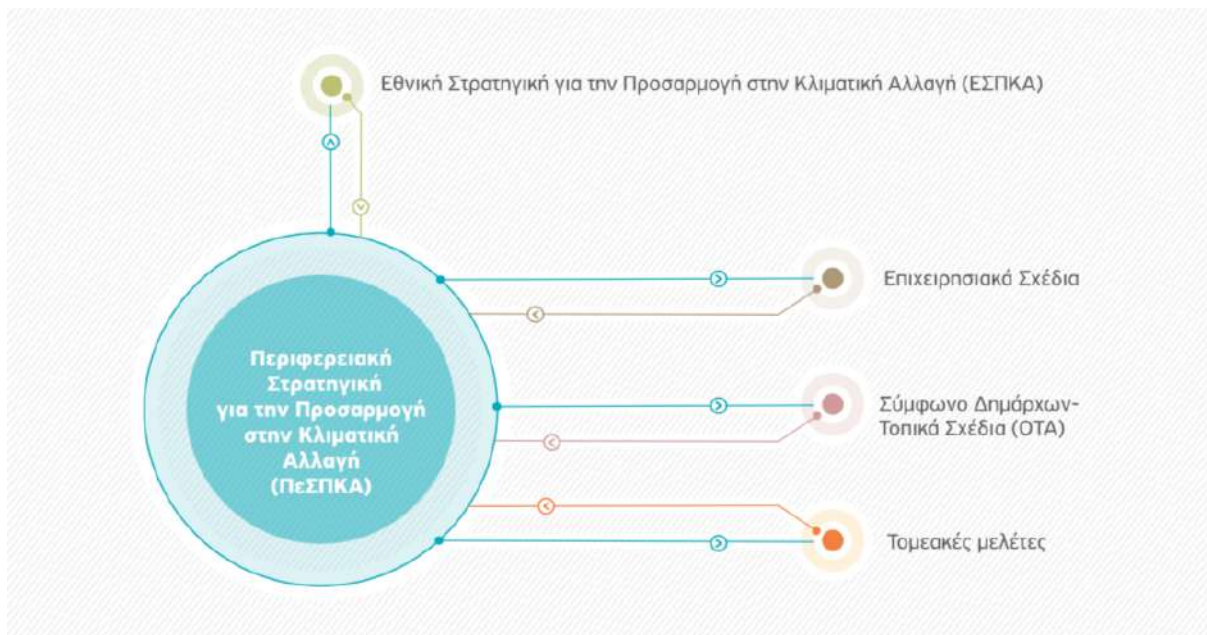 Εθνική Στρατηγική για την Προσαρμογή στην Κλιματική Αλλαγή (ΕΣΠΚΑ)
Επιχειρησιακά Σχέδια
Περιφερειακή
Στρατηγική
για την Προσαρμογή
στην Κλιματική
Αλλαγή
(ΠεΣΠΚΑ)
Σύμφωνο Δημάρχων-
Τοπικά Σχέδια (ΟΤΑ)
Τομεακές μελέτες